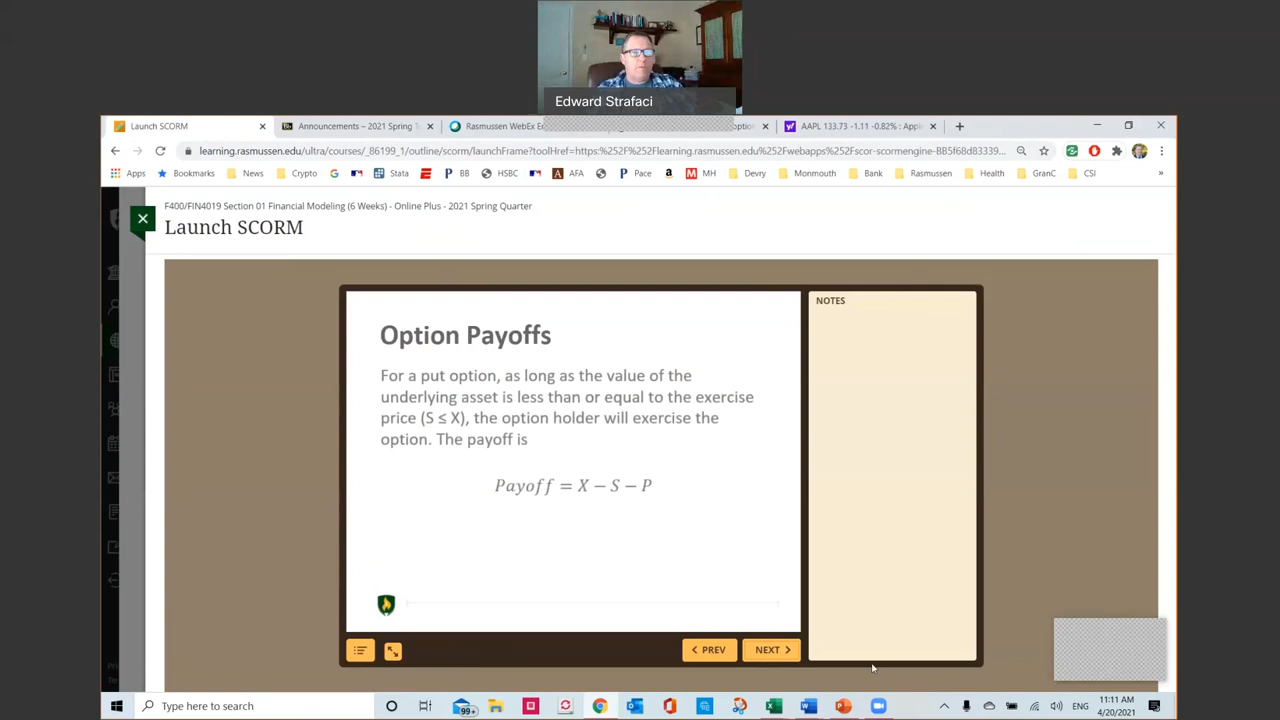 Edward Strafaci
Launch SCORM
Announcements – 2021 Spring
Rasmussen WebEx
AAPL 133.73 -1.11 -0.82% : Appl
learning.rasmussen.edu/ultra/courses/_86199_1/outline/scorm/launchFrame?toolHref=https:%252F%252Flearning.rasmussen.edu%252Fwebapps%252Fscor-scormengine-BB5f68d83339...
Apps Bookmarks News Crypto Stata BB HSBC AFA Pace MH Devry Monmouth Bank Rasmussen Health GranC CSI »
F400/FIN4019 Section 01 Financial Modeling (6 Weeks) - Online Plus - 2021 Spring Quarter
Launch SCORM
Option Payoffs
For a put option, as long as the value of the
underlying asset is less than or equal to the exercise
price (S ≤ X), the option holder will exercise the
option. The payoff is
Payoff = X − S − P
NOTES
PREV
NEXT
Type here to search
99+
ENG
11:11 AM
4/20/2021